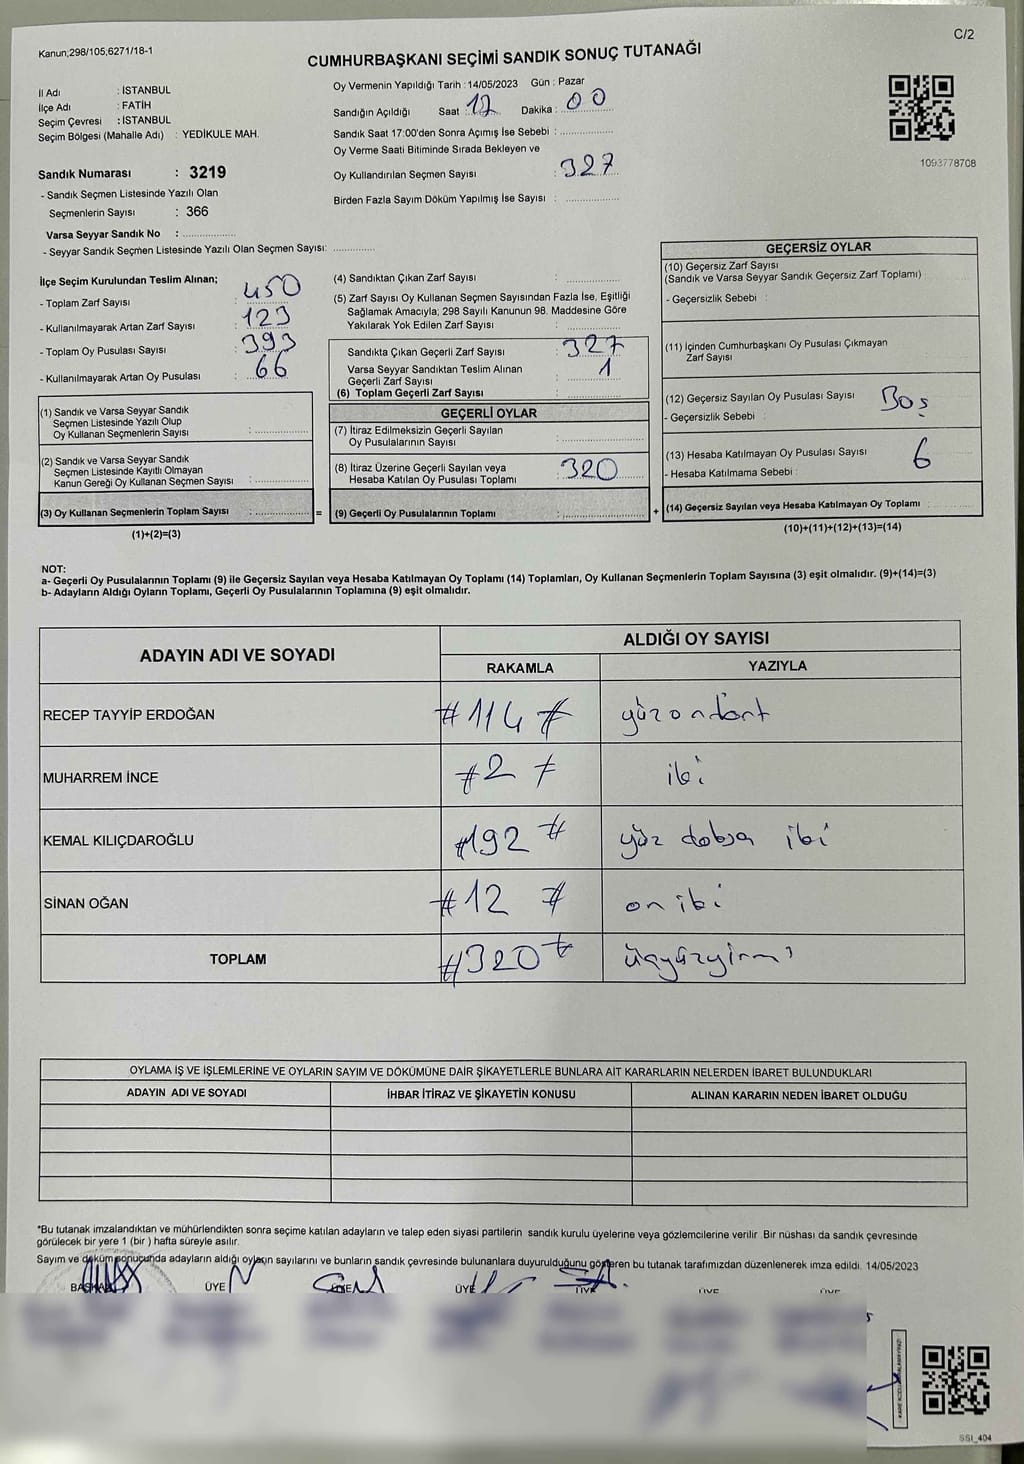 Kanun;298/105,6271/18-1
C/2
CUMHURBAŞKANI SEÇİMİ SANDIK SONUÇ TUTANAĞI
İl Adı : İSTANBUL
İlçe Adı : FATİH
Seçim Çevresi : İSTANBUL
Seçim Bölgesi (Mahalle Adı) : YEDİKULE MAH.
Oy Vermenin Yapıldığı Tarih : 14/05/2023 Gün : Pazar
Sandığın Açıldığı Saat : 17 Dakika : 00
Sandık Saat 17:00'den Sonra Açımış İse Sebebi :
Oy Verme Saati Bitiminde Sırada Bekleyen ve
Oy Kullandırılan Seçmen Sayısı : 327
Birden Fazla Sayım Döküm Yapılmış İse Sayısı :
1093778708
Sandık Numarası : 3219
- Sandık Seçmen Listesinde Yazılı Olan
Seçmenlerin Sayısı : 366
Varsa Seyyar Sandık No :
- Seyyar Sandık Seçmen Listesinde Yazılı Olan Seçmen Sayısı:
İlçe Seçim Kurulundan Teslim Alınan;
- Toplam Zarf Sayısı : 450
- Kullanılmayarak Artan Zarf Sayısı : 123
- Toplam Oy Pusulası Sayısı : 393
- Kullanılmayarak Artan Oy Pusulası : 66
(1) Sandık ve Varsa Seyyar Sandık
Seçmen Listesinde Yazılı Olup
Oy Kullanan Seçmenlerin Sayısı :
(2) Sandık ve Varsa Seyyar Sandık
Seçmen Listesinde Kayıtlı Olmayan
Kanun Gereği Oy Kullanan Seçmen Sayısı :
(3) Oy Kullanan Seçmenlerin Toplam Sayısı : =
(1)+(2)=(3)
(4) Sandıktan Çıkan Zarf Sayısı :
(5) Zarf Sayısı Oy Kullanan Seçmen Sayısından Fazla İse, Eşitliği
Sağlamak Amacıyla; 298 Sayılı Kanunun 98. Maddesine Göre
Yakılarak Yok Edilen Zarf Sayısı :
Sandıkta Çıkan Geçerli Zarf Sayısı : 327
Varsa Seyyar Sandıktan Teslim Alınan
Geçerli Zarf Sayısı : 1
(6) Toplam Geçerli Zarf Sayısı :
GEÇERLİ OYLAR
(7) İtiraz Edilmeksizin Geçerli Sayılan
Oy Pusulalarının Sayısı :
(8) İtiraz Üzerine Geçerli Sayılan veya
Hesaba Katılan Oy Pusulası Toplamı : 320
(9) Geçerli Oy Pusulalarının Toplamı : +
GEÇERSİZ OYLAR
(10) Geçersiz Zarf Sayısı
(Sandık ve Varsa Seyyar Sandık Geçersiz Zarf Toplamı) :
- Geçersizlik Sebebi :
(11) İçinden Cumhurbaşkanı Oy Pusulası Çıkmayan
Zarf Sayısı
(12) Geçersiz Sayılan Oy Pusulası Sayısı : Boş
- Geçersizlik Sebebi :
(13) Hesaba Katılmayan Oy Pusulası Sayısı : 6
- Hesaba Katılmama Sebebi :
(14) Geçersiz Sayılan veya Hesaba Katılmayan Oy Toplamı
(10)+(11)+(12)+(13)=(14)
NOT:
a- Geçerli Oy Pusulalarının Toplamı (9) ile Geçersiz Sayılan veya Hesaba Katılmayan Oy Toplamı (14) Toplamları, Oy Kullanan Seçmenlerin Toplam Sayısına (3) eşit olmalıdır. (9)+(14)=(3)
b- Adayların Aldığı Oyların Toplamı, Geçerli Oy Pusulalarının Toplamına (9) eşit olmalıdır.
ADAYIN ADI VE SOYADI
ALDIĞI OY SAYISI
RAKAMLA YAZIYLA
RECEP TAYYİP ERDOĞAN #114# yüzondört
MUHARREM İNCE #2# iki
KEMAL KILIÇDAROĞLU #192# yüz doksa iki
SİNAN OĞAN #12# oniki
TOPLAM #320# üçyüzyirmi
OYLAMA İŞ VE İŞLEMLERİNE VE OYLARIN SAYIM VE DÖKÜMÜNE DAİR ŞİKAYETLERLE BUNLARA AİT KARARLARIN NELERDEN İBARET BULUNDUKLARI
ADAYIN ADI VE SOYADI İHBAR İTİRAZ VE ŞİKAYETİN KONUSU ALINAN KARARIN NEDEN İBARET OLDUĞU
*Bu tutanak imzalandıktan ve mühürlendikten sonra seçime katılan adayların ve talep eden siyasi partilerin sandık kurulu üyelerine veya gözlemcilerine verilir. Bir nüshası da sandık çevresinde
görülecek bir yere 1 (bir ) hafta süreyle asılır.
Sayım ve döküm sonucunda adayların aldığı oyların sayılarını ve bunların sandık çevresinde bulunanlara duyurulduğunu gösteren bu tutanak tarafımızdan düzenlenerek imza edildi. 14/05/2023
BAŞKAN ÜYE ÜYE ÜYE ÜYE ÜYE ÜYE
SSİ_404